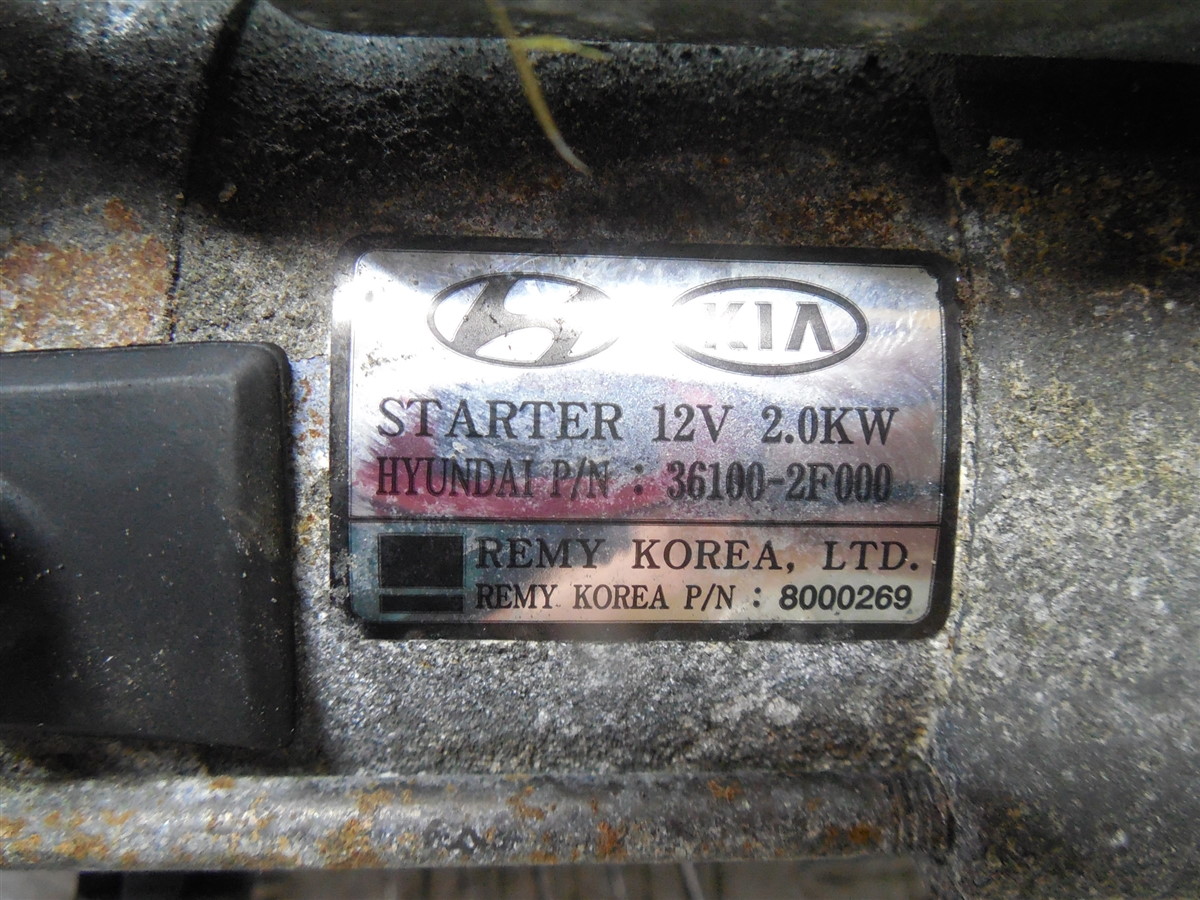 KIA
STARTER 12V 2.0KW
HYUNDAI P/N : 36100-2F000
REMY KOREA, LTD.
REMY KOREA P/N : 8000269